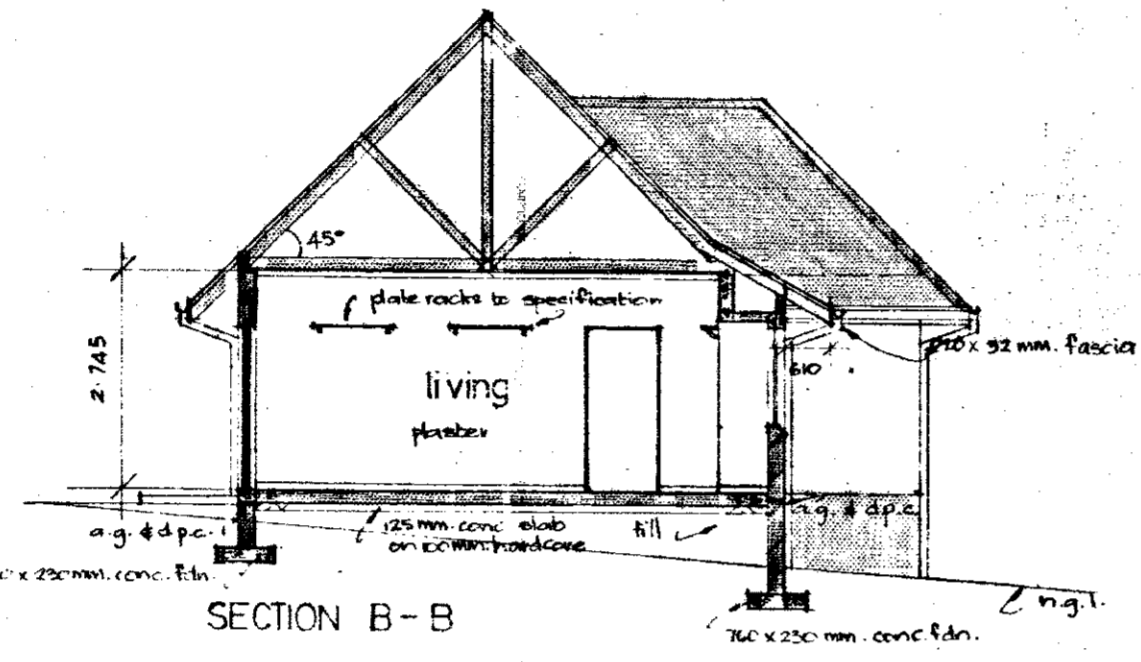 45°
plate racks to specification
2.745
living
plaster
610
x 32 mm. fascia
a.g. & d.p.c.
125 mm. conc slab
on 100 mm. hardcore
fill
a.g. & d.p.c.
x 230 mm. conc. fdn.
SECTION B - B
n.g.l.
760 x 230 mm. conc. fdn.